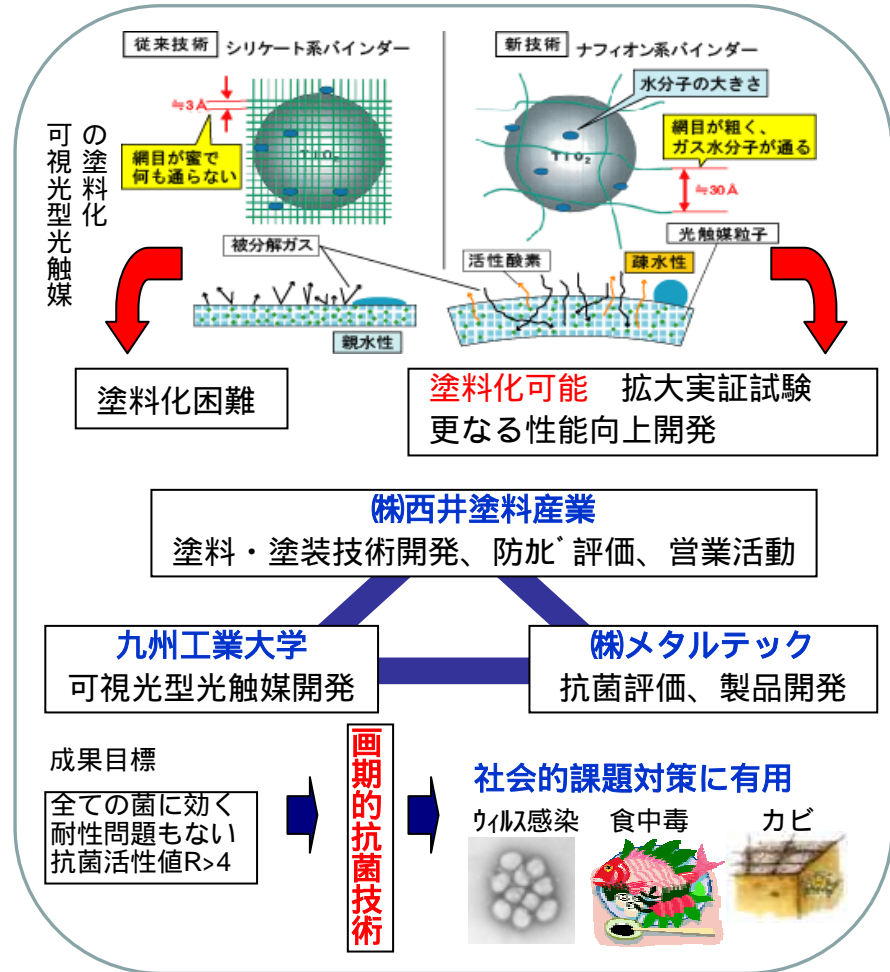 従来技術 シリケート系バインダー
新技術 ナフィオン系バインダー
可視光型光触媒
の塗料化
≒3Å
網目が蜜で
何も通らない
TiO₂
水分子の大きさ
TiO₂
網目が粗く、
ガス水分子が通る
≒30Å
被分解ガス
親水性
活性酸素
疎水性
光触媒粒子
塗料化困難
塗料化可能 拡大実証試験
更なる性能向上開発
㈱西井塗料産業
塗料・塗装技術開発、防ｶﾋﾞ評価、営業活動
九州工業大学
可視光型光触媒開発
㈱メタルテック
抗菌評価、製品開発
成果目標
全ての菌に効く
耐性問題もない
抗菌活性値R>4
画期的抗菌技術
社会的課題対策に有用
ｳｨﾙｽ感染 食中毒 カビ